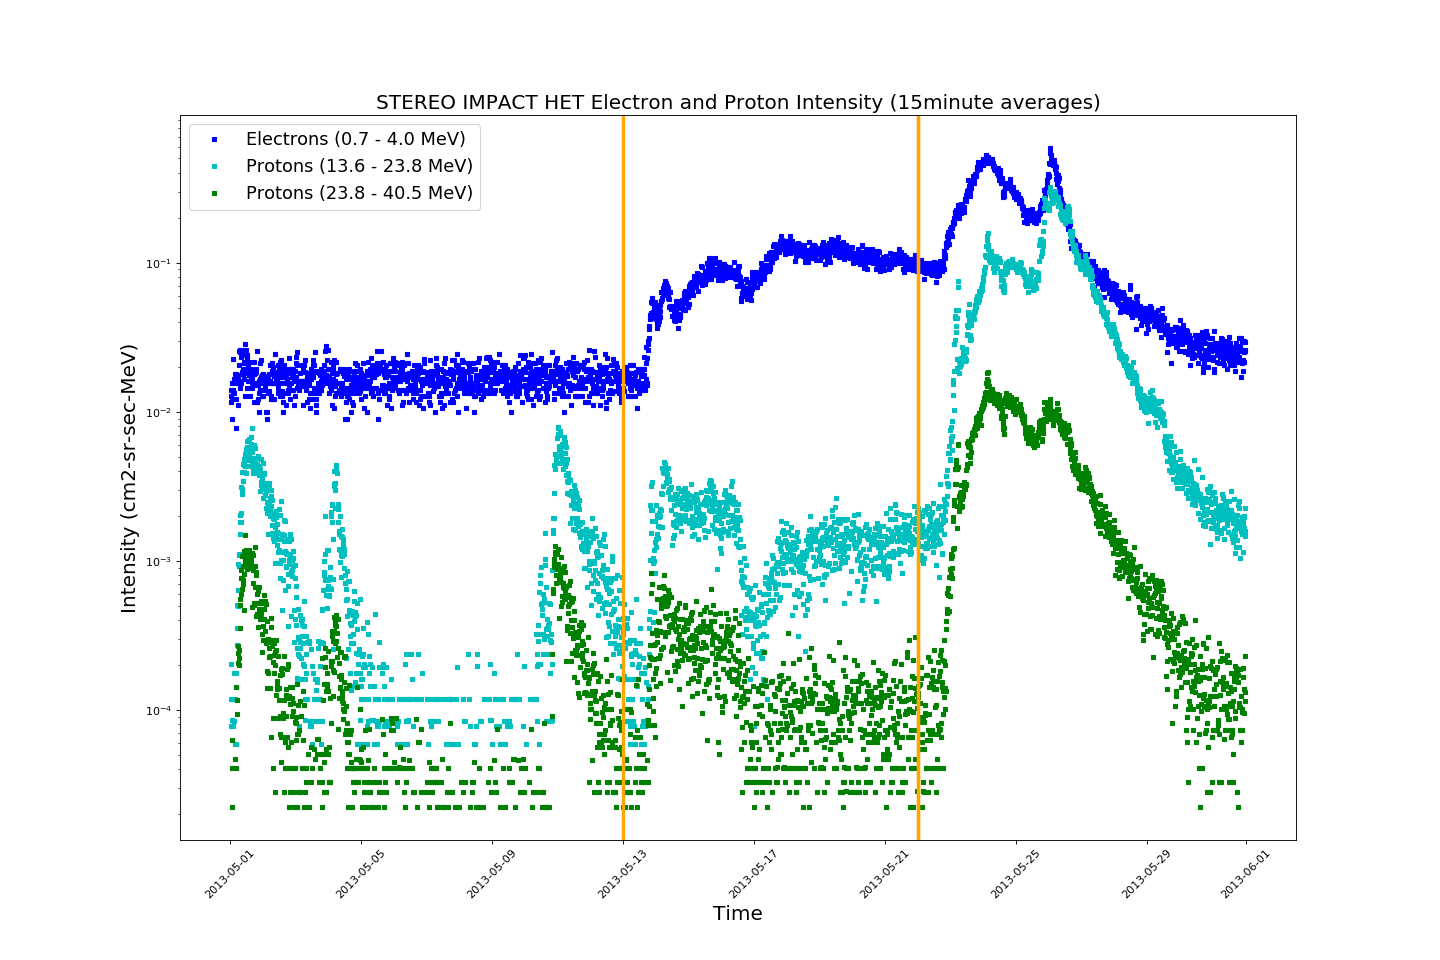 STEREO IMPACT HET Electron and Proton Intensity (15minute averages)
Electrons (0.7 - 4.0 MeV)
Protons (13.6 - 23.8 MeV)
Protons (23.8 - 40.5 MeV)
Intensity (cm2-sr-sec-MeV)
10⁻¹
10⁻²
10⁻³
10⁻⁴
2013-05-01
2013-05-05
2013-05-09
2013-05-13
2013-05-17
2013-05-21
2013-05-25
2013-05-29
2013-06-01
Time